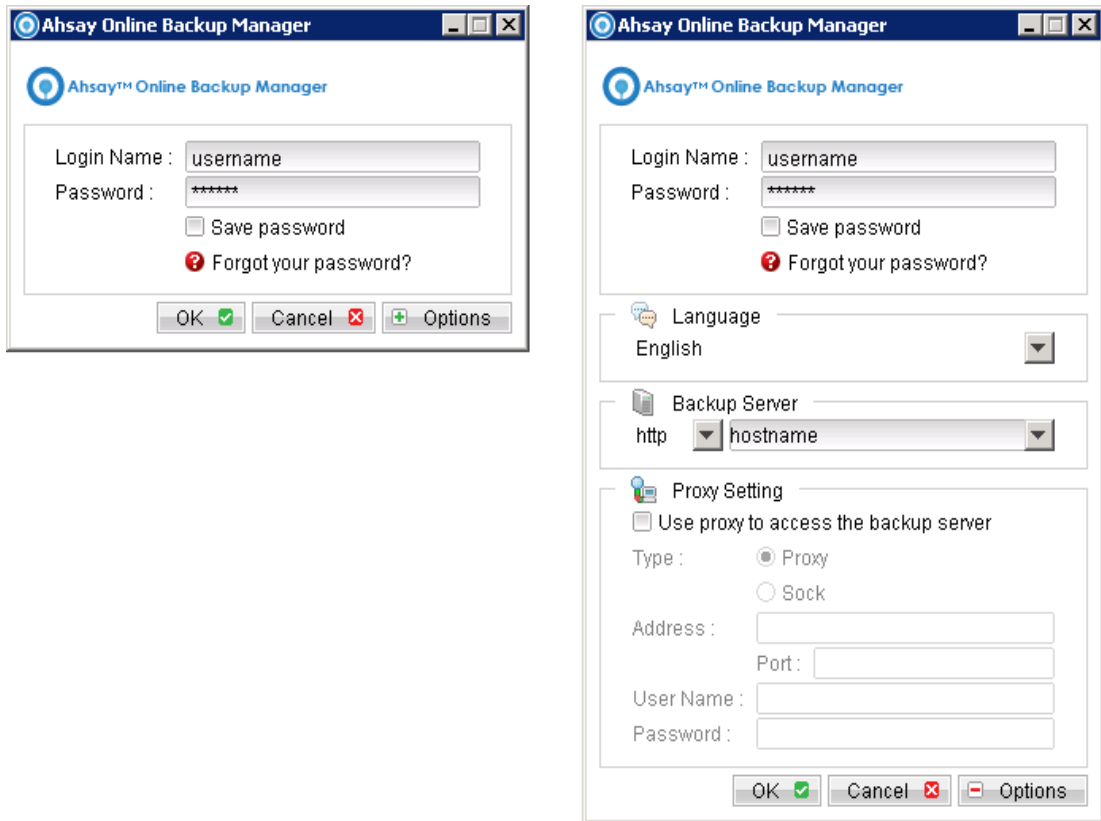 Ahsay Online Backup Manager
Ahsay™ Online Backup Manager
Login Name : username
Password : ******
Save password
Forgot your password?
OK Cancel Options
Ahsay Online Backup Manager
Ahsay™ Online Backup Manager
Login Name : username
Password : ******
Save password
Forgot your password?
Language
English
Backup Server
http hostname
Proxy Setting
Use proxy to access the backup server
Type : Proxy
Sock
Address :
Port :
User Name :
Password :
OK Cancel Options